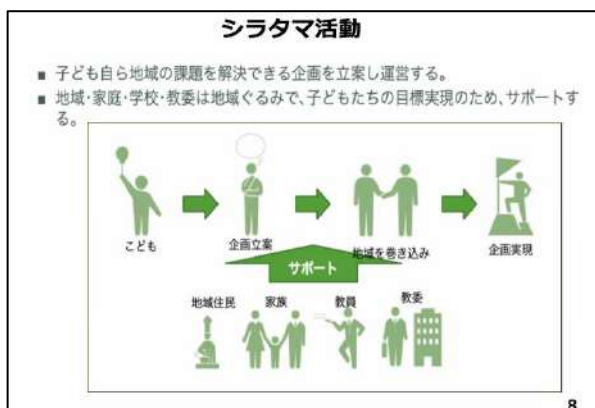 シラタマ活動
■ 子ども自ら地域の課題を解決できる企画を立案し運営する。
■ 地域・家庭・学校・教委は地域ぐるみで、子どもたちの目標実現のため、サポートす
る。
こども
企画立案
地域を巻き込み
企画実現
サポート
地域住民
家族
教員
教委
8